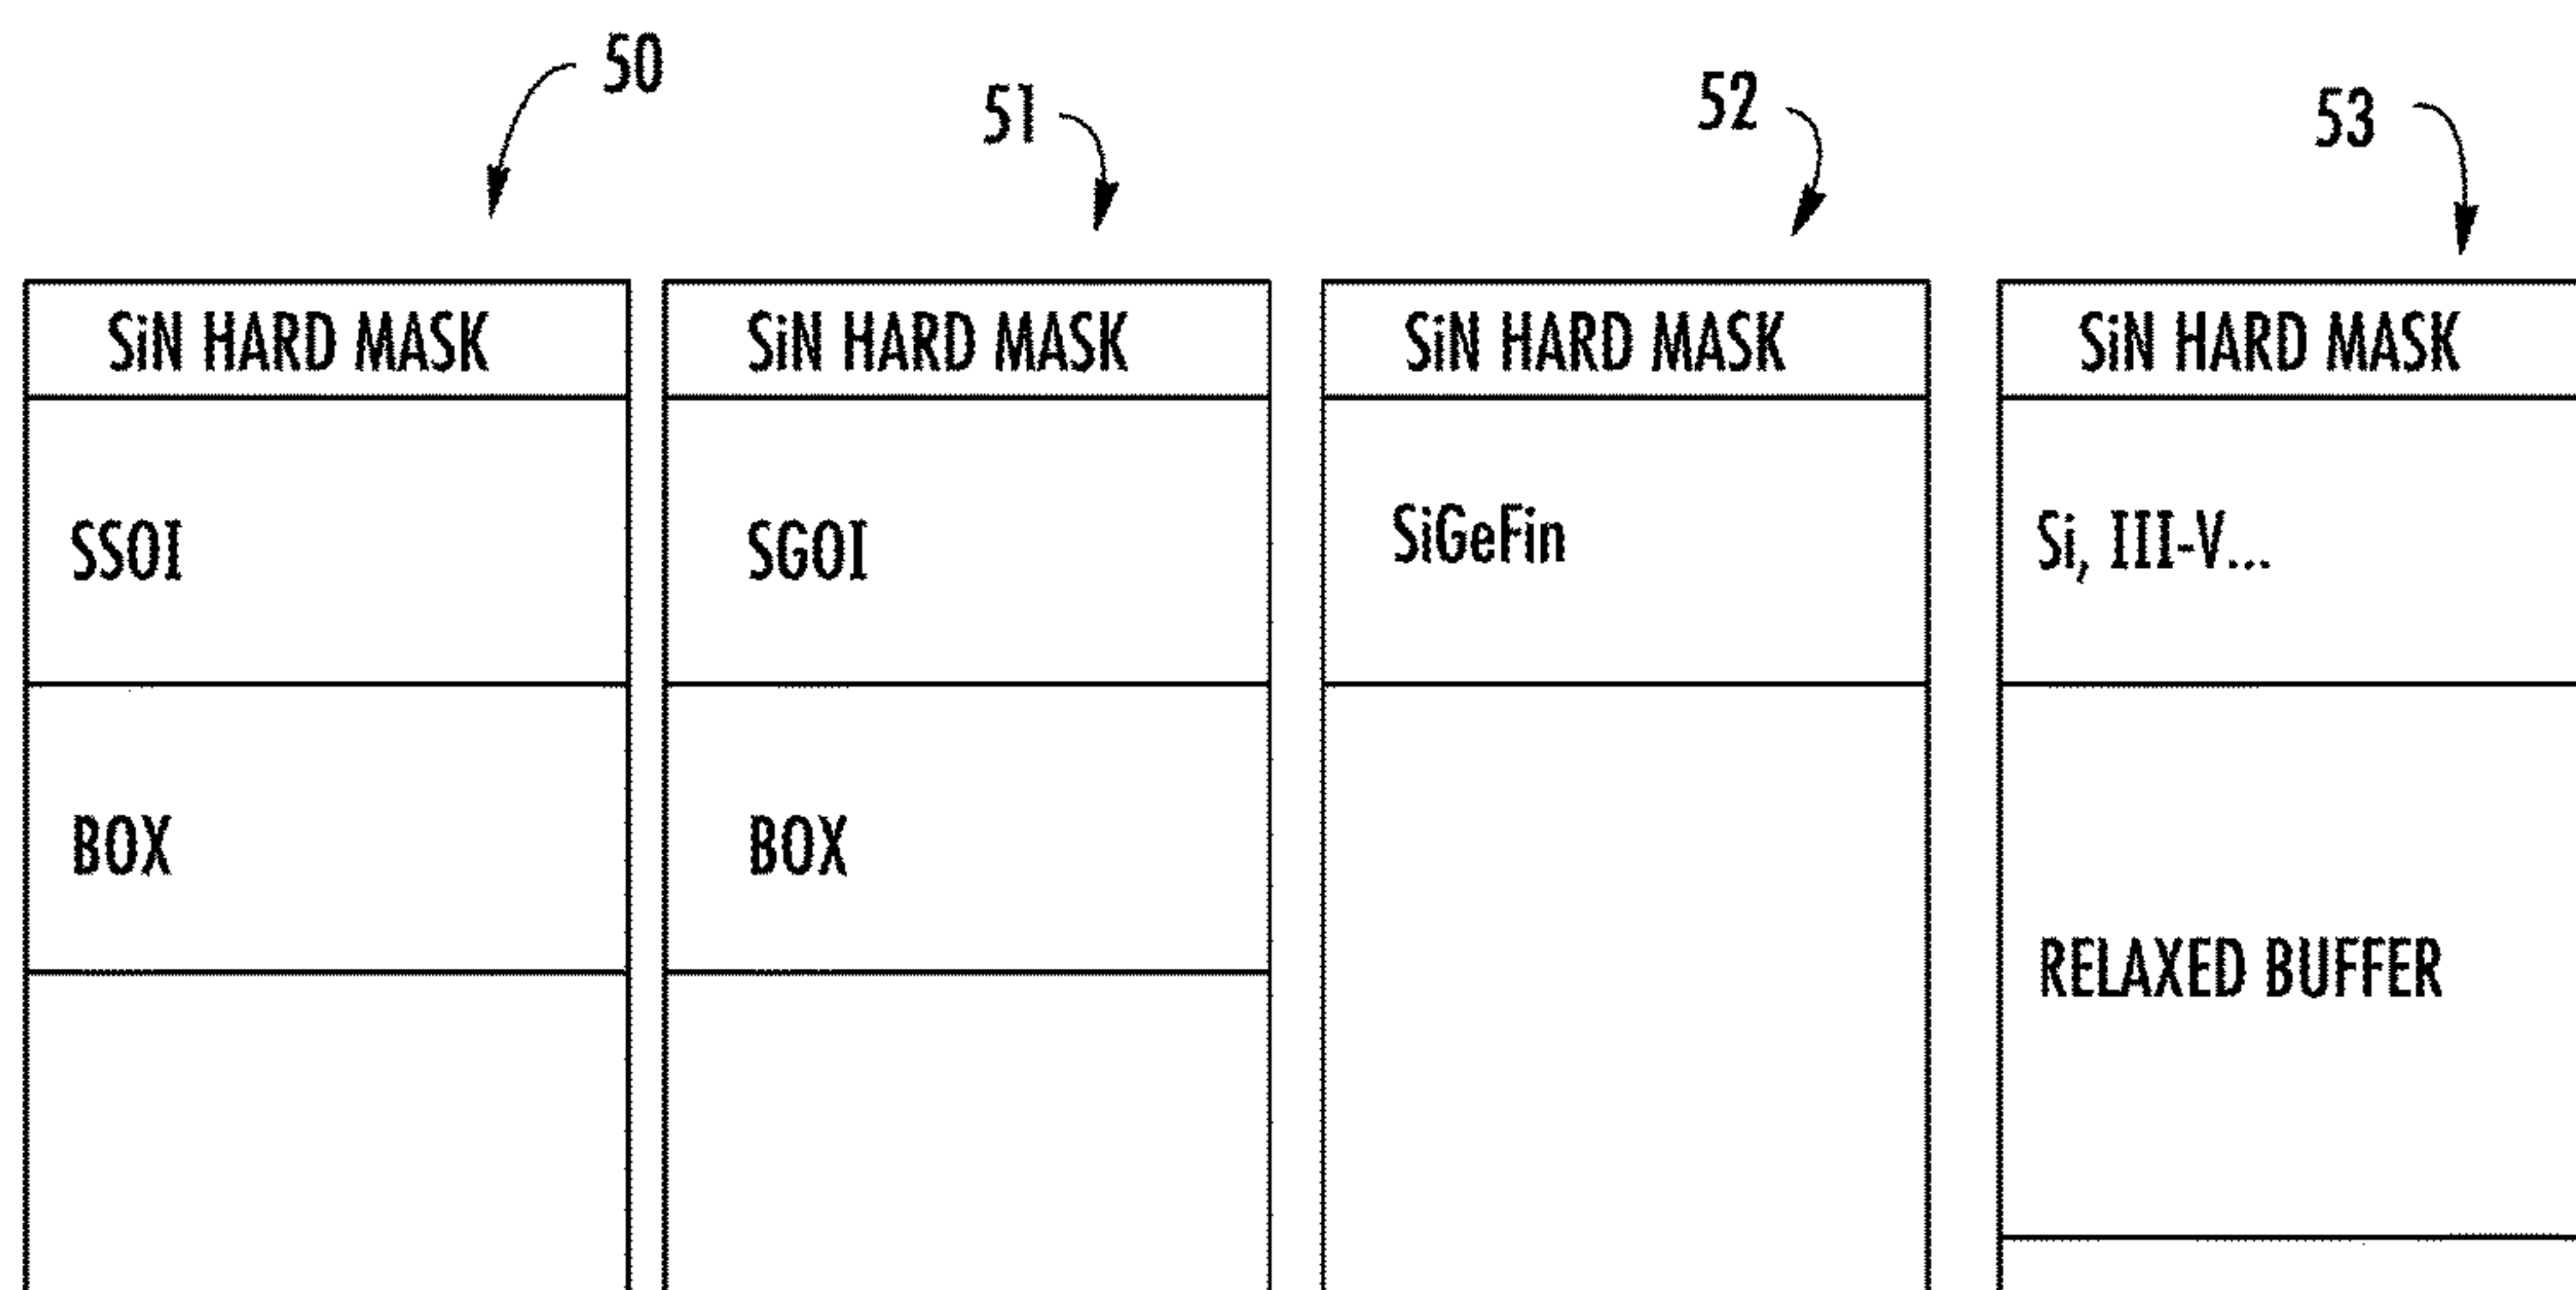 50
51
52
53
SiN HARD MASK
SiN HARD MASK
SiN HARD MASK
SiN HARD MASK
SSOI
SGOI
SiGeFin
Si, III-V...
BOX
BOX
RELAXED BUFFER